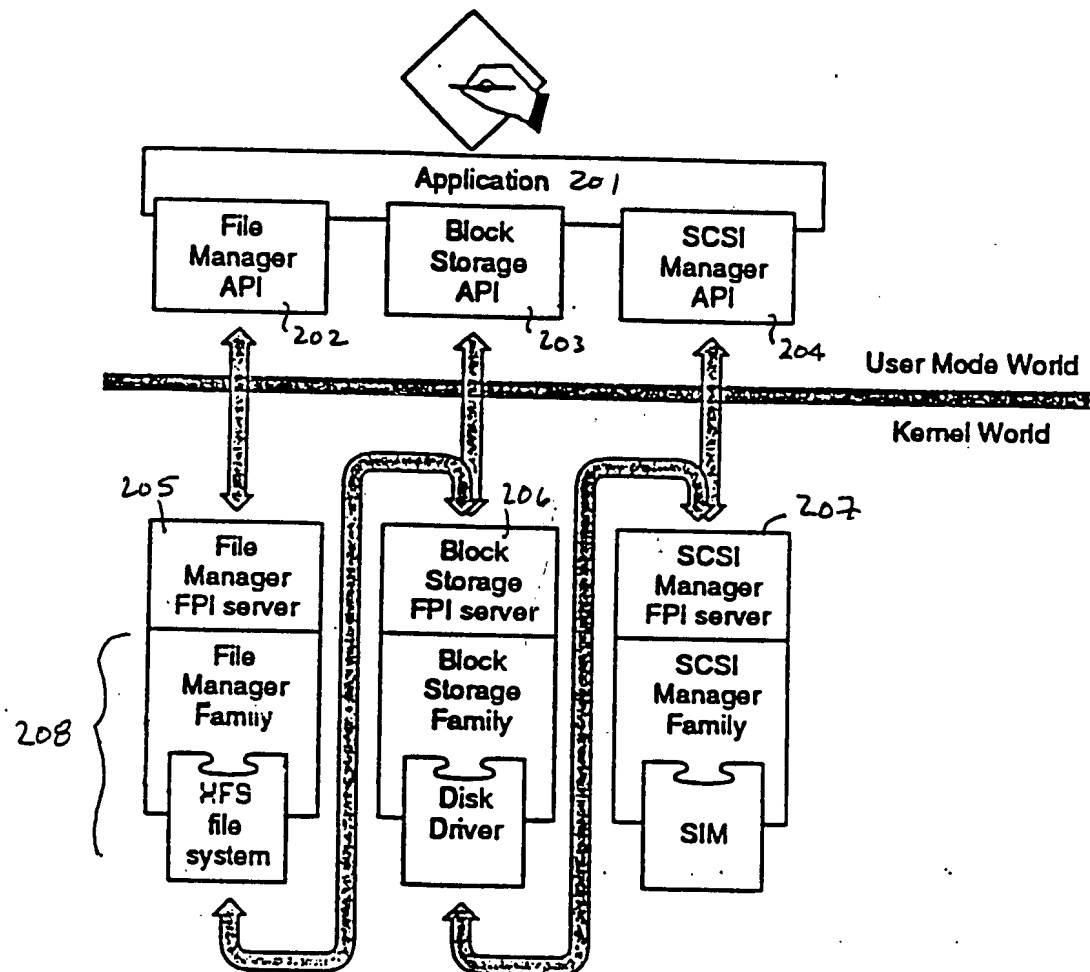 Application 201
File
Manager
API
202
Block
Storage
API
203
SCSI
Manager
API
204
User Mode World
Kernel World
205
File
Manager
FPI server
File
Manager
Family
208
file
system
206
Block
Storage
FPI server
Block
Storage
Family
Disk
Driver
207
SCSI
Manager
FPI server
SCSI
Manager
Family
SIM